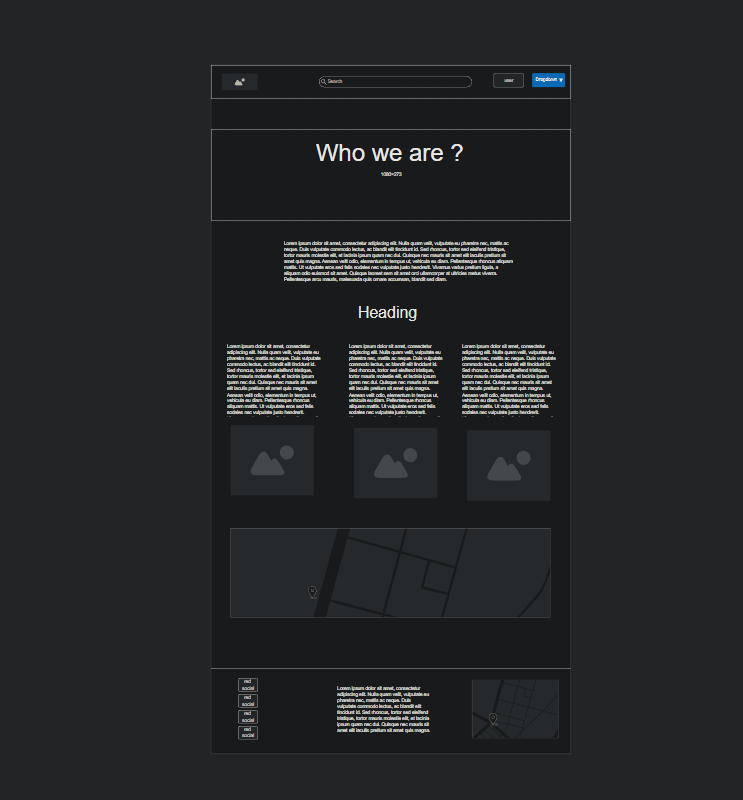 Search
user
Dropdown
Who we are ?
1080×273
Lorem ipsum dolor sit amet, consectetur adipiscing elit. Nulla quam velit, vulputate eu pharetra nec, mattis ac
neque. Duis vulputate commodo lectus, ac blandit elit tincidunt id. Sed rhoncus, tortor sed eleifend tristique,
tortor mauris molestie elit, et lacinia ipsum quam nec dui. Quisque nec mauris sit amet elit iaculis pretium sit
amet quis magna. Aenean velit odio, elementum in tempus ut, vehicula eu diam. Pellentesque rhoncus aliquam
mattis. Ut vulputate eros sed felis sodales nec vulputate justo hendrerit. Vivamus varius pretium ligula, a
aliquam odio euismod sit amet. Quisque laoreet sem sit amet orci ullamcorper at ultricies metus viverra.
Pellentesque arcu mauris, malesuada quis ornare accumsan, blandit sed diam.
Heading
Lorem ipsum dolor sit amet, consectetur
adipiscing elit. Nulla quam velit, vulputate eu
pharetra nec, mattis ac neque. Duis vulputate
commodo lectus, ac blandit elit tincidunt id.
Sed rhoncus, tortor sed eleifend tristique,
tortor mauris molestie elit, et lacinia ipsum
quam nec dui. Quisque nec mauris sit amet
elit iaculis pretium sit amet quis magna.
Aenean velit odio, elementum in tempus ut,
vehicula eu diam. Pellentesque rhoncus
aliquam mattis. Ut vulputate eros sed felis
sodales nec vulputate justo hendrerit.
Lorem ipsum dolor sit amet, consectetur
adipiscing elit. Nulla quam velit, vulputate eu
pharetra nec, mattis ac neque. Duis vulputate
commodo lectus, ac blandit elit tincidunt id.
Sed rhoncus, tortor sed eleifend tristique,
tortor mauris molestie elit, et lacinia ipsum
quam nec dui. Quisque nec mauris sit amet
elit iaculis pretium sit amet quis magna.
Aenean velit odio, elementum in tempus ut,
vehicula eu diam. Pellentesque rhoncus
aliquam mattis. Ut vulputate eros sed felis
sodales nec vulputate justo hendrerit.
Lorem ipsum dolor sit amet, consectetur
adipiscing elit. Nulla quam velit, vulputate eu
pharetra nec, mattis ac neque. Duis vulputate
commodo lectus, ac blandit elit tincidunt id.
Sed rhoncus, tortor sed eleifend tristique,
tortor mauris molestie elit, et lacinia ipsum
quam nec dui. Quisque nec mauris sit amet
elit iaculis pretium sit amet quis magna.
Aenean velit odio, elementum in tempus ut,
vehicula eu diam. Pellentesque rhoncus
aliquam mattis. Ut vulputate eros sed felis
sodales nec vulputate justo hendrerit.
red
social
red
social
red
social
red
social
Lorem ipsum dolor sit amet, consectetur
adipiscing elit. Nulla quam velit, vulputate eu
pharetra nec, mattis ac neque. Duis
vulputate commodo lectus, ac blandit elit
tincidunt id. Sed rhoncus, tortor sed eleifend
tristique, tortor mauris molestie elit, et lacinia
ipsum quam nec dui. Quisque nec mauris sit
amet elit iaculis pretium sit amet quis magna.